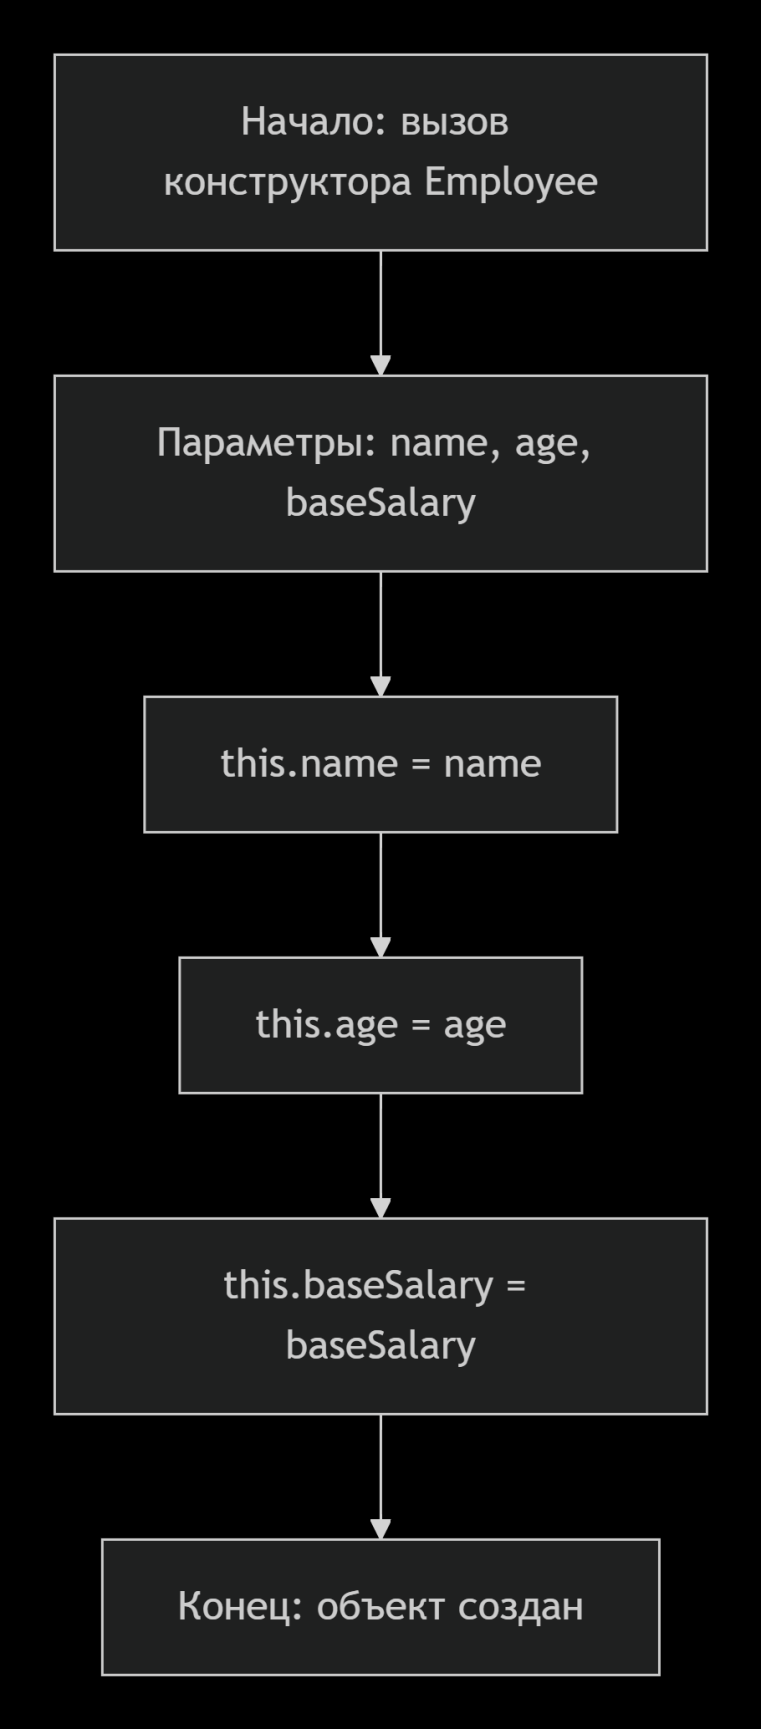 Начало: вызов
конструктора Employee
Параметры: name, age,
baseSalary
this.name = name
this.age = age
this.baseSalary =
baseSalary
Конец: объект создан